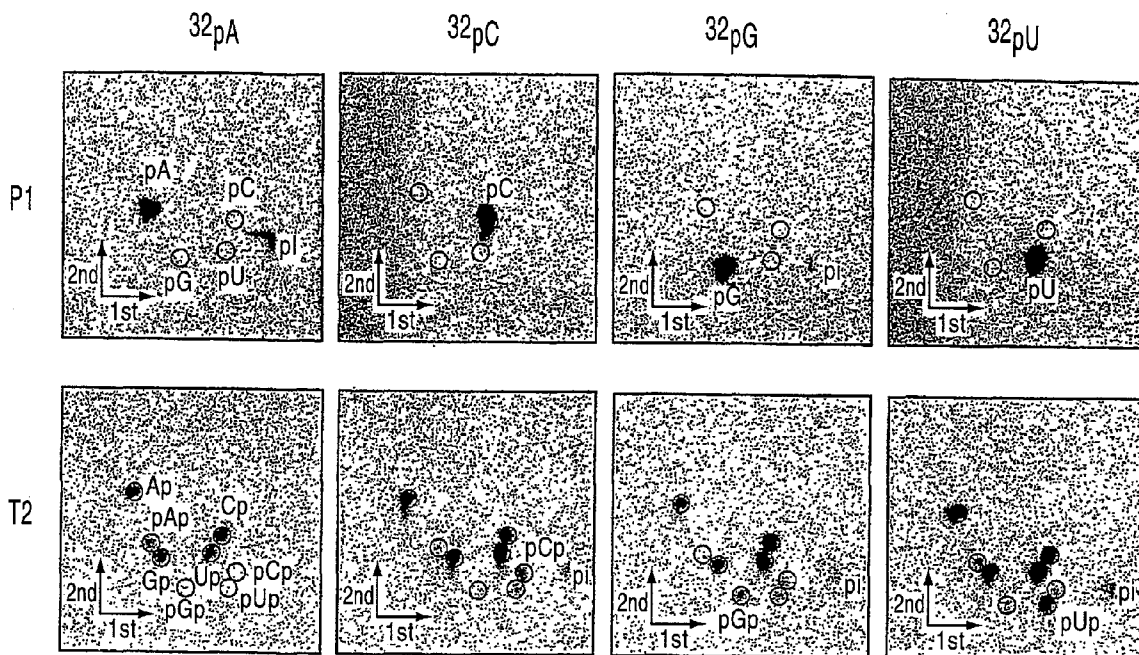 ³²pA ³²pC ³²pG ³²pU
P1
pA
pC
pI
pG
pU
2nd
1st
pC
2nd
1st
pG
pi
2nd
1st
pU
2nd
1st
T2
Ap
pAp
Cp
Gp
Up
pCp
pGp
pUp
2nd
1st
pCp
pi
2nd
1st
pGp
pi
2nd
1st
pUp
pi
2nd
1st